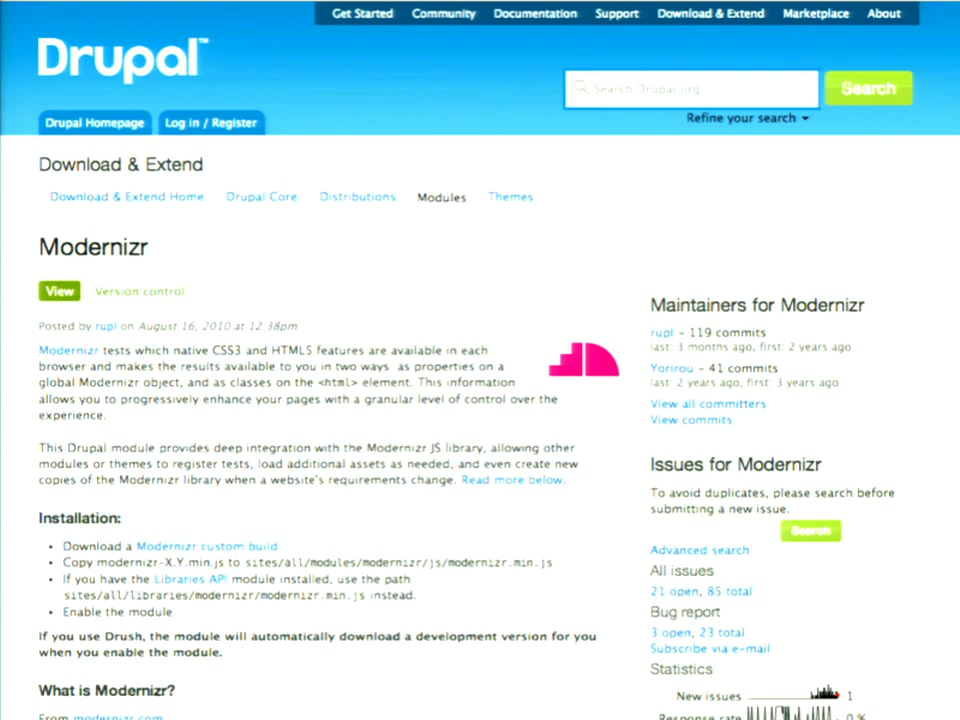 Get Started Community Documentation Support Download & Extend Marketplace About
Drupal™
Search Drupal.org
Search
Refine your search
Drupal Homepage Log in / Register
Download & Extend
Download & Extend Home Drupal Core Distributions Modules Themes
Modernizr
View Version control
Posted by rupl on August 16, 2010 at 12:38pm
Modernizr tests which native CSS3 and HTML5 features are available in each
browser and makes the results available to you in two ways as properties on a
global Modernizr object, and as classes on the <html> element. This information
allows you to progressively enhance your pages with a granular level of control over the
experience.
This Drupal module provides deep integration with the Modernizr JS library, allowing other
modules or themes to register tests, load additional assets as needed, and even create new
copies of the Modernizr library when a website's requirements change. Read more below.
Installation:
• Download a Modernizr custom build
• Copy modernizr-X.Y.min.js to sites/all/modules/modernizr/js/modernizr.min.js
• If you have the Libraries API module installed, use the path
sites/all/libraries/modernizr/modernizr.min.js instead.
• Enable the module
If you use Drush, the module will automatically download a development version for you
when you enable the module.
What is Modernizr?
From modernizr.com
Maintainers for Modernizr
rupl – 119 commits
last: 3 months ago, first: 2 years ago
Yorirou – 41 commits
last: 2 years ago, first: 3 years ago
View all committers
View commits
Issues for Modernizr
To avoid duplicates, please search before
submitting a new issue.
Search
Advanced search
All issues
21 open, 85 total
Bug report
3 open, 23 total
Subscribe via e-mail
Statistics
New issues 1
Response rate 0 %